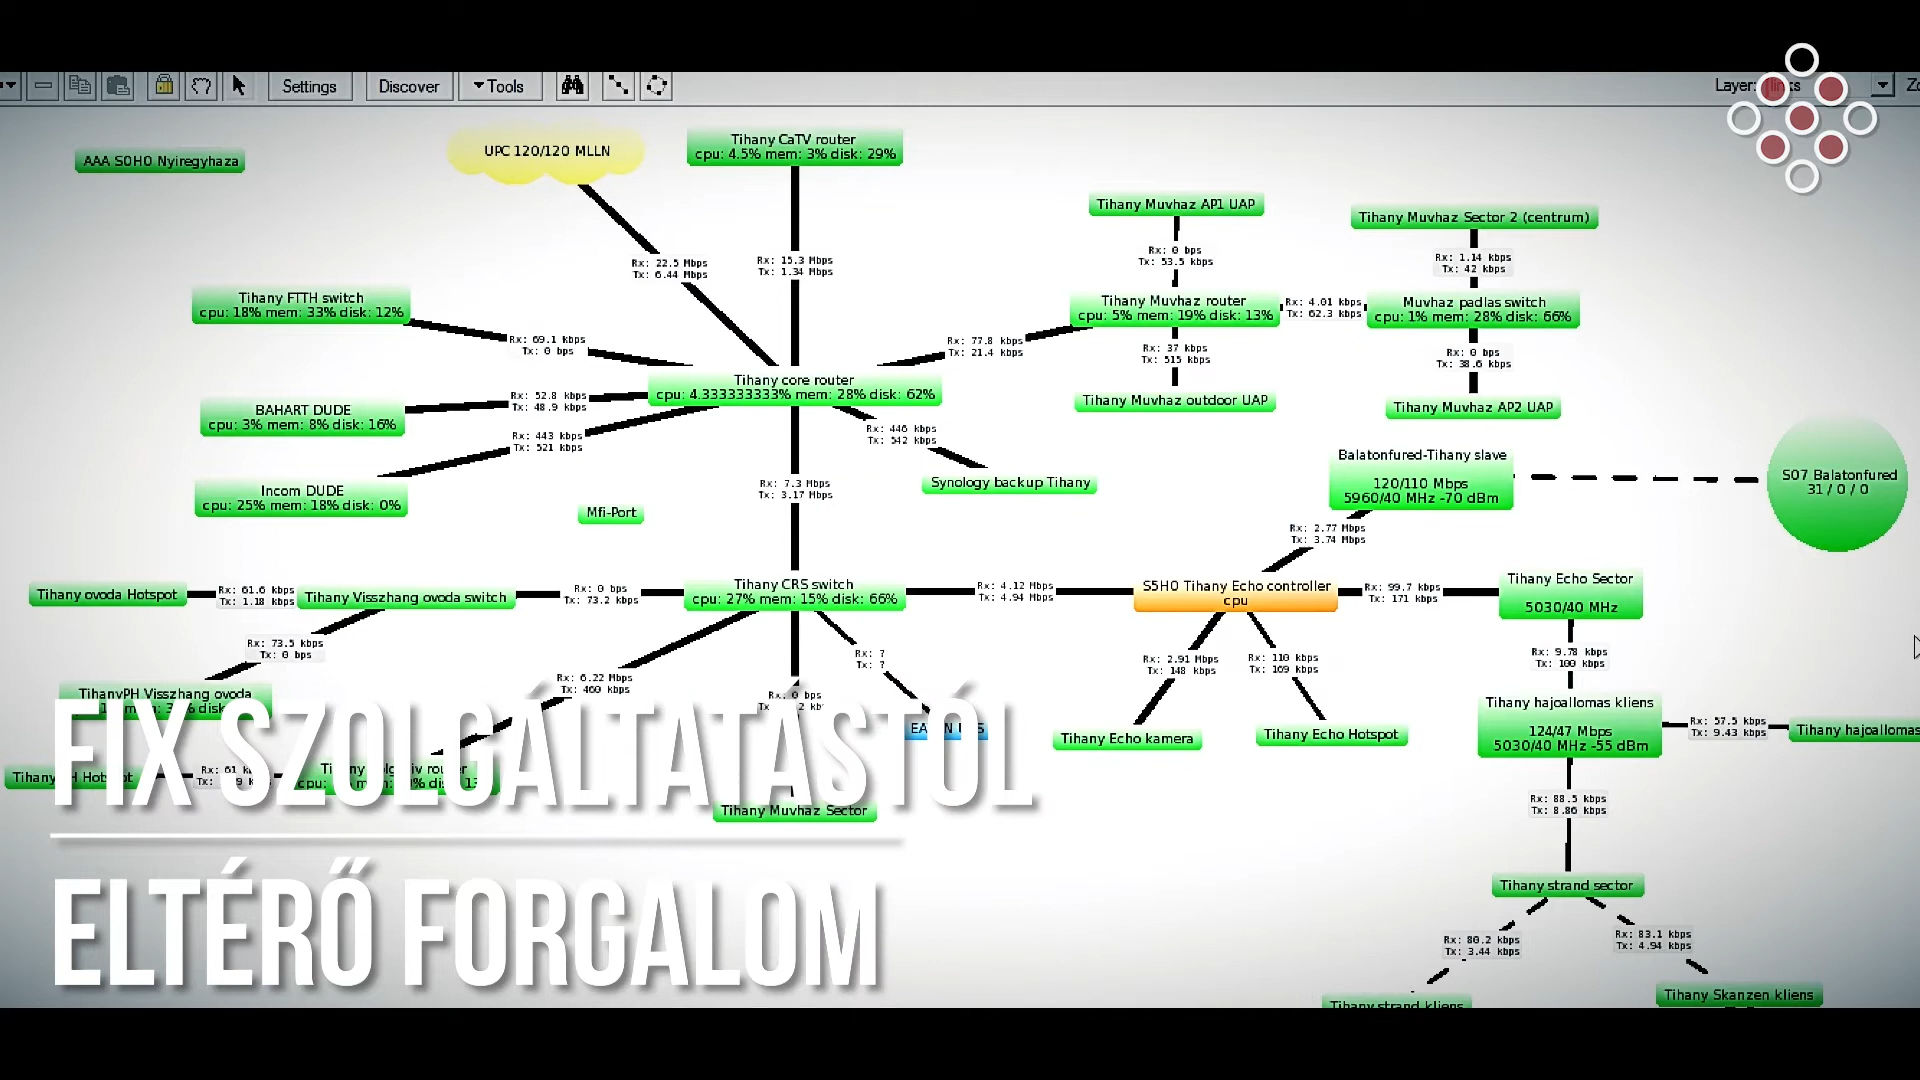 Settings
Discover
Tools
Layer:
AAA SOHO Nyiregyhaza
UPC 120/120 MLLN
Tihany CaTV router
cpu: 4.5% mem: 3% disk: 29%
Tihany Muvhaz AP1 UAP
Tihany Muvhaz Sector 2 (centrum)
Rx: 22.5 Mbps
Tx: 6.44 Mbps
Rx: 15.3 Mbps
Tx: 1.34 Mbps
Rx: 0 bps
Tx: 53.5 kbps
Rx: 1.14 kbps
Tx: 42 kbps
Tihany FTTH switch
cpu: 18% mem: 33% disk: 12%
Tihany Muvhaz router
cpu: 5% mem: 19% disk: 13%
Rx: 4.01 kbps
Tx: 62.3 kbps
Muvhaz padlas switch
cpu: 1% mem: 28% disk: 66%
Rx: 69.1 kbps
Tx: 0 bps
Rx: 77.8 kbps
Tx: 21.4 kbps
Rx: 37 kbps
Tx: 515 kbps
Rx: 0 bps
Tx: 38.6 kbps
Tihany core router
cpu: 4.333333333% mem: 28% disk: 62%
BAHART DUDE
cpu: 3% mem: 8% disk: 16%
Rx: 52.8 kbps
Tx: 48.9 kbps
Tihany Muvhaz outdoor UAP
Tihany Muvhaz AP2 UAP
Rx: 443 kbps
Tx: 521 kbps
Rx: 446 kbps
Tx: 542 kbps
Incom DUDE
cpu: 25% mem: 18% disk: 0%
Mfi-Port
Rx: 7.3 Mbps
Tx: 3.17 Mbps
Synology backup Tihany
Balatonfured-Tihany slave
120/110 Mbps
5960/40 MHz -70 dBm
S07 Balatonfured
31 / 0 / 0
Rx: 2.77 Mbps
Tx: 3.74 Mbps
Tihany ovoda Hotspot
Rx: 61.6 kbps
Tx: 1.18 kbps
Tihany Visszhang ovoda switch
Rx: 0 bps
Tx: 73.2 kbps
Tihany CRS switch
cpu: 27% mem: 15% disk: 66%
Rx: 4.12 Mbps
Tx: 4.94 Mbps
S5H0 Tihany Echo controller
cpu
Rx: 99.7 kbps
Tx: 171 kbps
Tihany Echo Sector
5030/40 MHz
Rx: 73.5 kbps
Tx: 0 bps
Rx: 6.22 Mbps
Tx: 460 kbps
Rx: ?
Tx: ?
Rx: 2.91 Mbps
Tx: 148 kbps
Rx: 110 kbps
Tx: 169 kbps
Rx: 9.78 kbps
Tx: 100 kbps
TihanyPH Visszhang ovoda
Rx: 0 bps
Tihany Echo kamera
Tihany Echo Hotspot
Tihany hajoallomas kliens
124/47 Mbps
5030/40 MHz -55 dBm
Rx: 57.5 kbps
Tx: 9.43 kbps
Tihany hajoallomas
Tihany Muvhaz Sector
Rx: 88.5 kbps
Tx: 8.86 kbps
Tihany strand sector
Rx: 80.2 kbps
Tx: 3.44 kbps
Rx: 83.1 kbps
Tx: 4.94 kbps
Tihany strand kliens
Tihany Skanzen kliens
FIX SZOLGÁLTATÁSTÓL
ELTÉRŐ FORGALOM